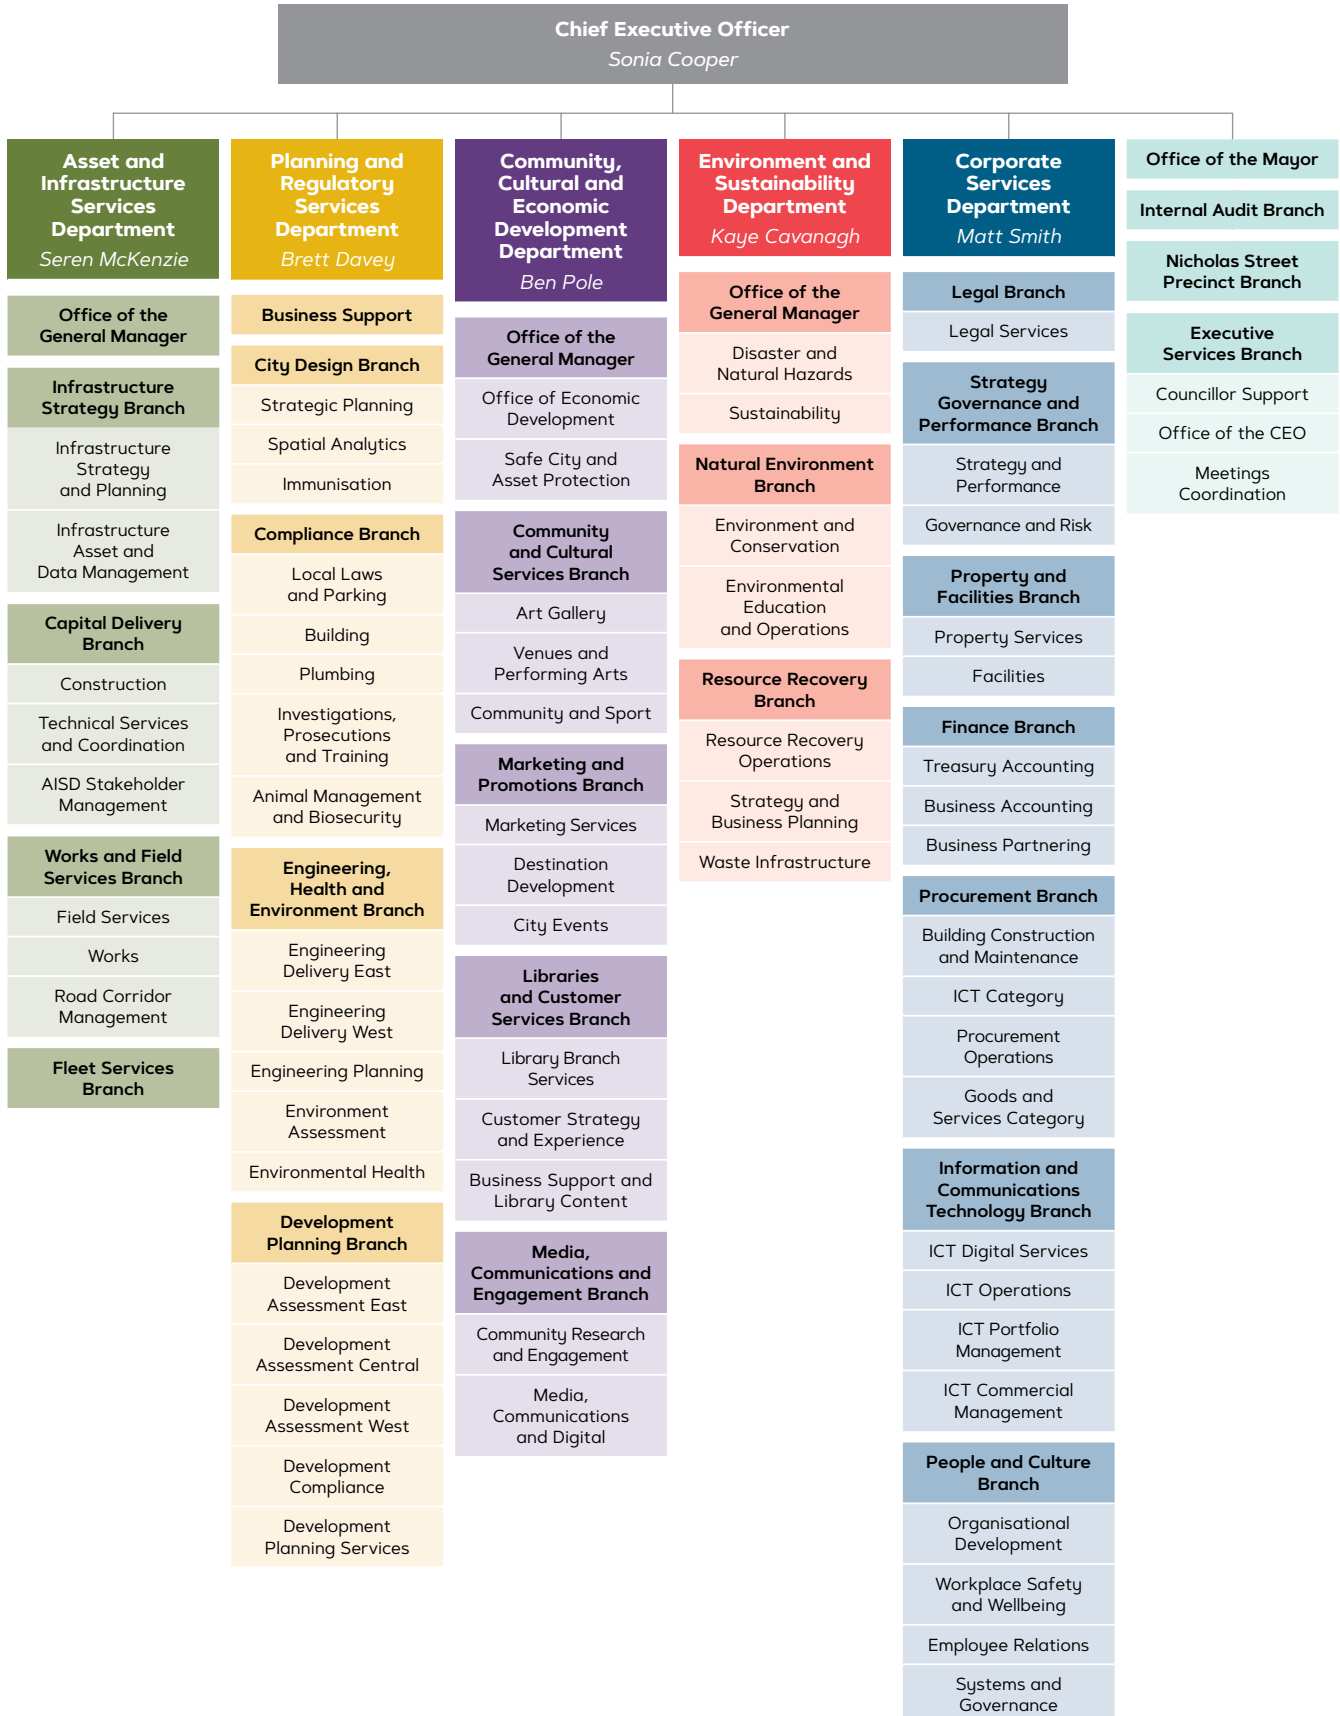 Chief Executive Officer
Sonia Cooper
Asset and
Infrastructure
Services
Department
Seren McKenzie
Office of the
General Manager
Infrastructure
Strategy Branch
Infrastructure
Strategy
and Planning
Infrastructure
Asset and
Data Management
Capital Delivery
Branch
Construction
Technical Services
and Coordination
AISD Stakeholder
Management
Works and Field
Services Branch
Field Services
Works
Road Corridor
Management
Fleet Services
Branch
Planning and
Regulatory
Services
Department
Brett Davey
Business Support
City Design Branch
Strategic Planning
Spatial Analytics
Immunisation
Compliance Branch
Local Laws
and Parking
Building
Plumbing
Investigations,
Prosecutions
and Training
Animal Management
and Biosecurity
Engineering,
Health and
Environment Branch
Engineering
Delivery East
Engineering
Delivery West
Engineering Planning
Environment
Assessment
Environmental Health
Development
Planning Branch
Development
Assessment East
Development
Assessment Central
Development
Assessment West
Development
Compliance
Development
Planning Services
Community,
Cultural and
Economic
Development
Department
Ben Pole
Office of the
General Manager
Office of Economic
Development
Safe City and
Asset Protection
Community
and Cultural
Services Branch
Art Gallery
Venues and
Performing Arts
Community and Sport
Marketing and
Promotions Branch
Marketing Services
Destination
Development
City Events
Libraries
and Customer
Services Branch
Library Branch
Services
Customer Strategy
and Experience
Business Support and
Library Content
Media,
Communications and
Engagement Branch
Community Research
and Engagement
Media,
Communications
and Digital
Environment and
Sustainability
Department
Kaye Cavanagh
Office of the
General Manager
Disaster and
Natural Hazards
Sustainability
Natural Environment
Branch
Environment and
Conservation
Environmental
Education
and Operations
Resource Recovery
Branch
Resource Recovery
Operations
Strategy and
Business Planning
Waste Infrastructure
Corporate
Services
Department
Matt Smith
Legal Branch
Legal Services
Strategy
Governance and
Performance Branch
Strategy and
Performance
Governance and Risk
Property and
Facilities Branch
Property Services
Facilities
Finance Branch
Treasury Accounting
Business Accounting
Business Partnering
Procurement Branch
Building Construction
and Maintenance
ICT Category
Procurement
Operations
Goods and
Services Category
Information and
Communications
Technology Branch
ICT Digital Services
ICT Operations
ICT Portfolio
Management
ICT Commercial
Management
People and Culture
Branch
Organisational
Development
Workplace Safety
and Wellbeing
Employee Relations
Systems and
Governance
Office of the Mayor
Internal Audit Branch
Nicholas Street
Precinct Branch
Executive
Services Branch
Councillor Support
Office of the CEO
Meetings
Coordination